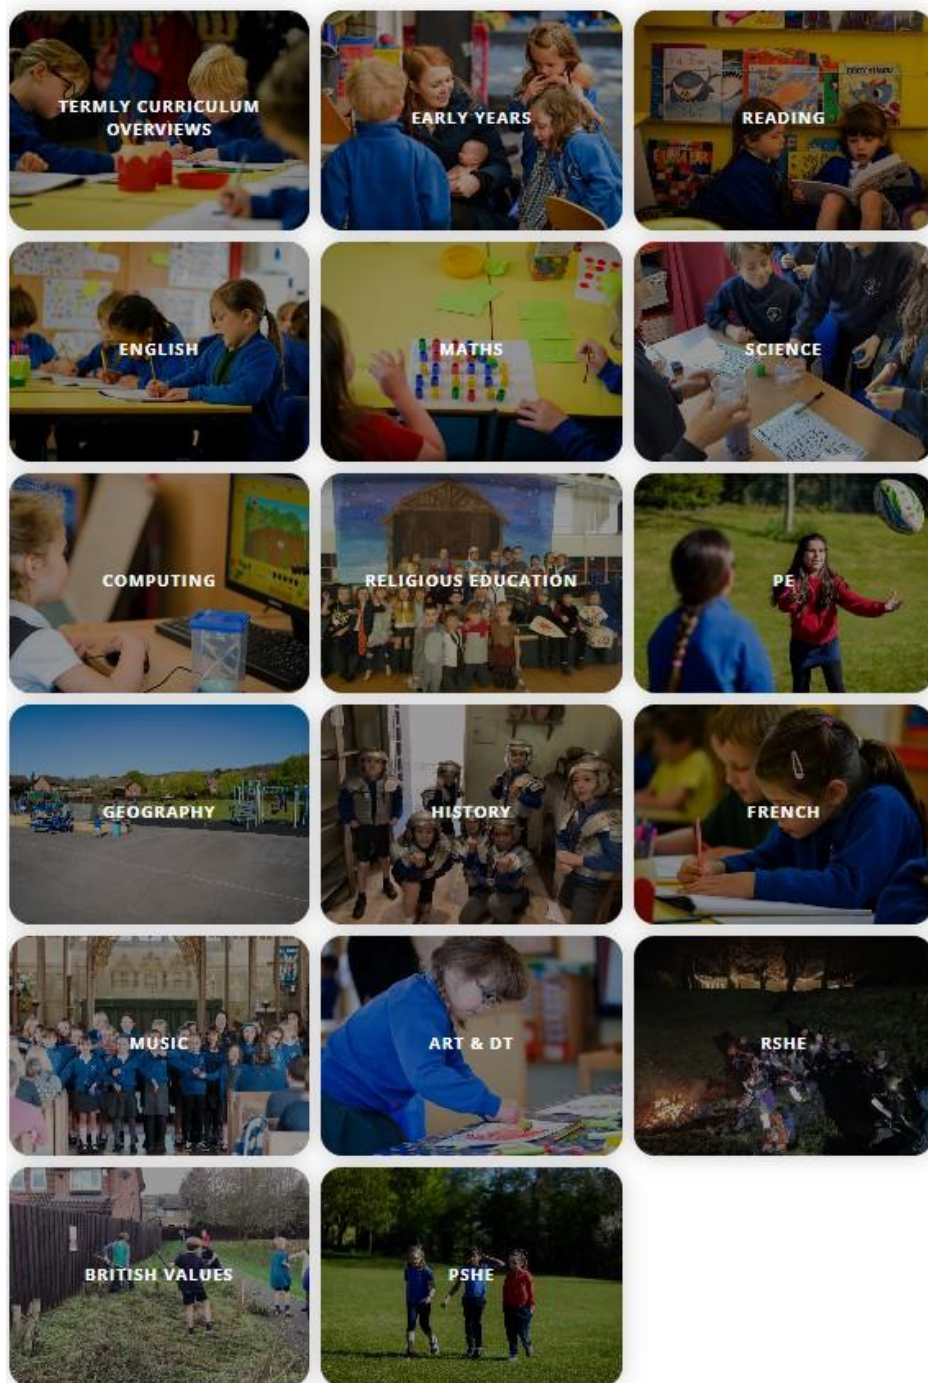 TERMLY CURRICULUM
OVERVIEWS
EARLY YEARS
READING
ENGLISH
MATHS
SCIENCE
COMPUTING
RELIGIOUS EDUCATION
PE
GEOGRAPHY
HISTORY
FRENCH
MUSIC
ART & DT
RSHE
BRITISH VALUES
PSHE